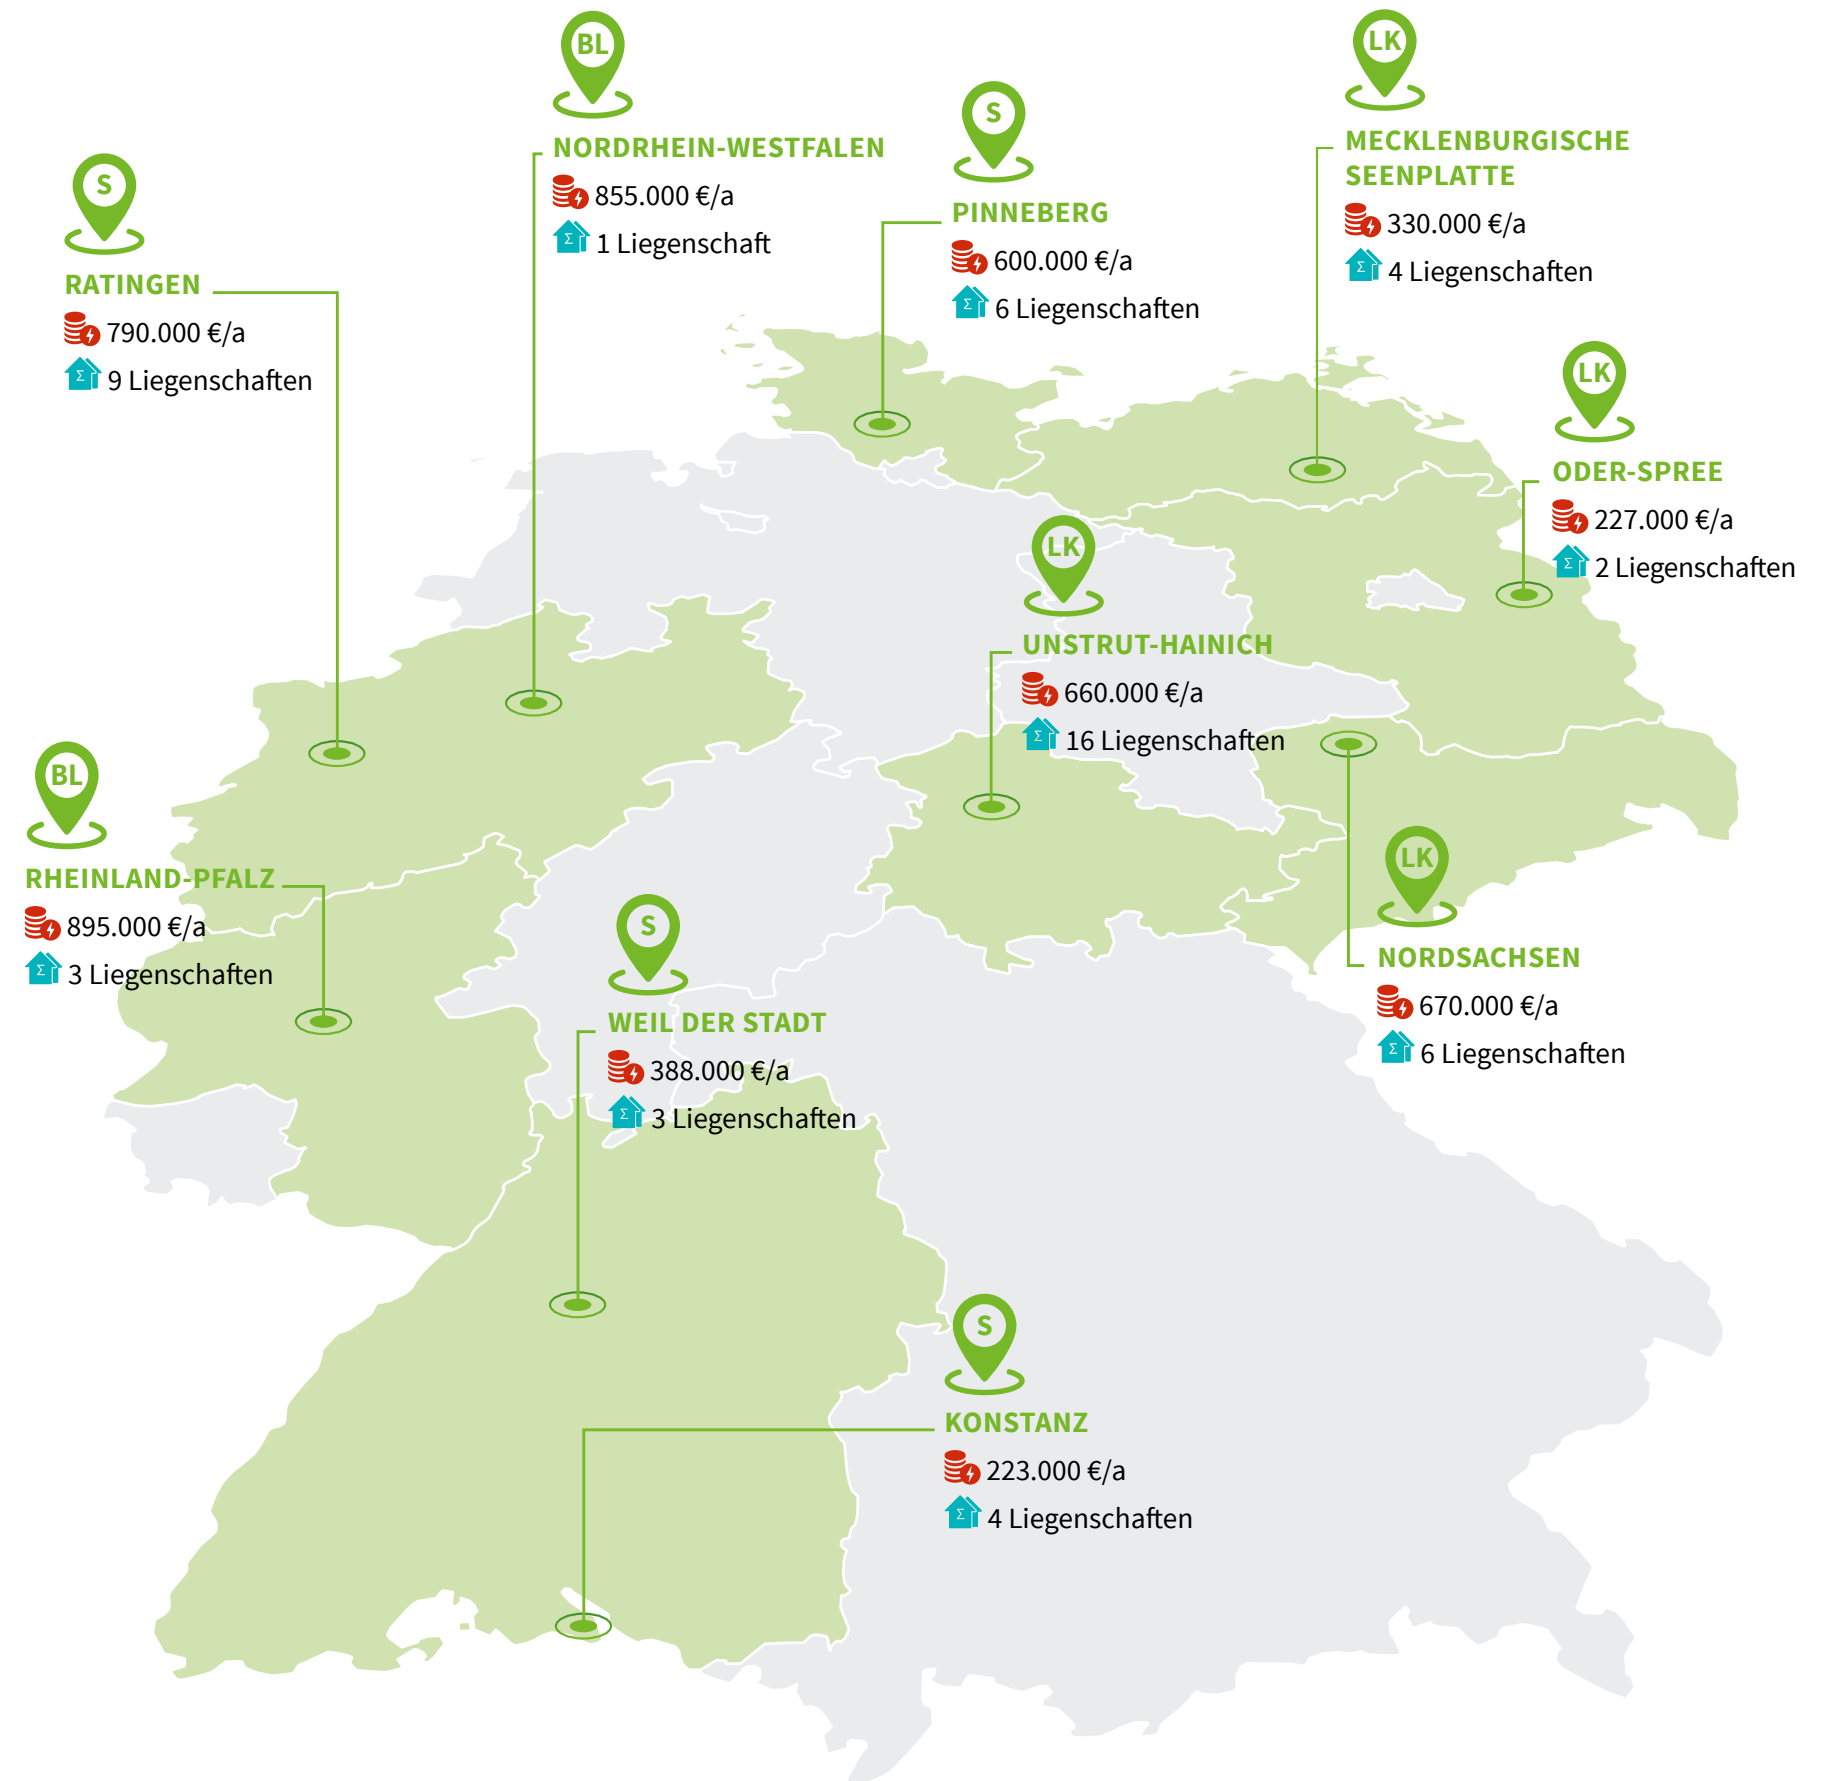 BL
NORDRHEIN-WESTFALEN
855.000 €/a
Σ
1 Liegenschaft
LK
MECKLENBURGISCHE
SEENPLATTE
330.000 €/a
Σ
4 Liegenschaften
S
PINNEBERG
600.000 €/a
Σ
6 Liegenschaften
S
RATINGEN
790.000 €/a
Σ
9 Liegenschaften
LK
ODER-SPREE
227.000 €/a
Σ
2 Liegenschaften
LK
UNSTRUT-HAINICH
660.000 €/a
Σ
16 Liegenschaften
BL
RHEINLAND-PFALZ
895.000 €/a
Σ
3 Liegenschaften
LK
NORDSACHSEN
670.000 €/a
Σ
6 Liegenschaften
S
WEIL DER STADT
388.000 €/a
Σ
3 Liegenschaften
S
KONSTANZ
223.000 €/a
Σ
4 Liegenschaften